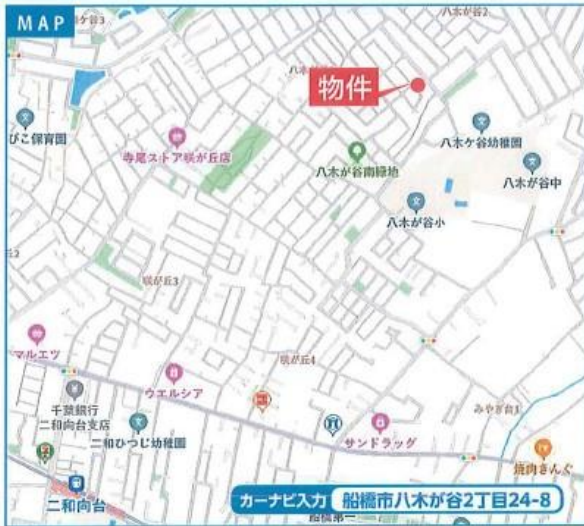 MAP
八木が谷2
物件
びこ保育園
寺尾ストア咲が丘店
八木が谷南緑地
八木ケ谷幼稚園
八木が谷中
八木が谷小
咲が丘3
マルエツ
咲が丘4
ウエルシア
千葉銀行
二和向台支店
二和ひつじ幼稚園
サンドラッグ
みやぎ台1
焼肉きんぐ
二和向台
カーナビ入力 船橋市八木が谷2丁目24-8